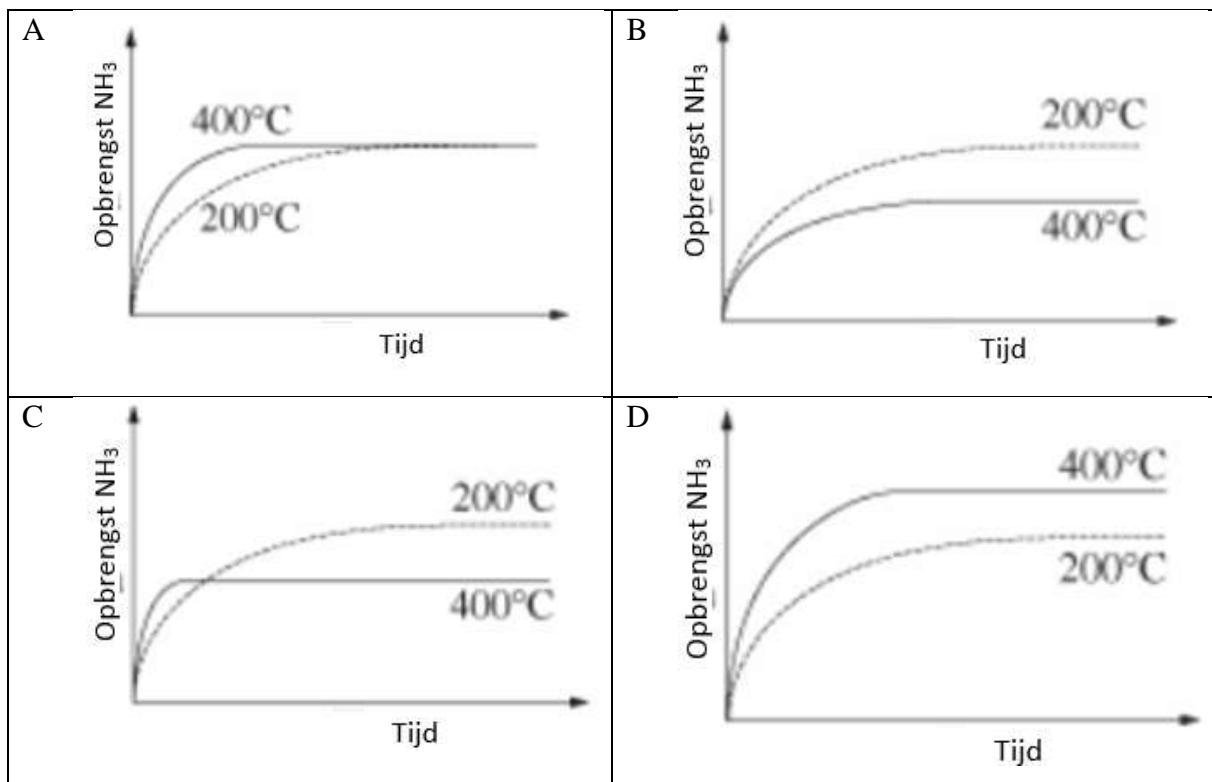 A
Opbrengst NH₃
400°C
200°C
Tijd
B
Opbrengst NH₃
200°C
400°C
Tijd
C
Opbrengst NH₃
200°C
400°C
Tijd
D
Opbrengst NH₃
400°C
200°C
Tijd